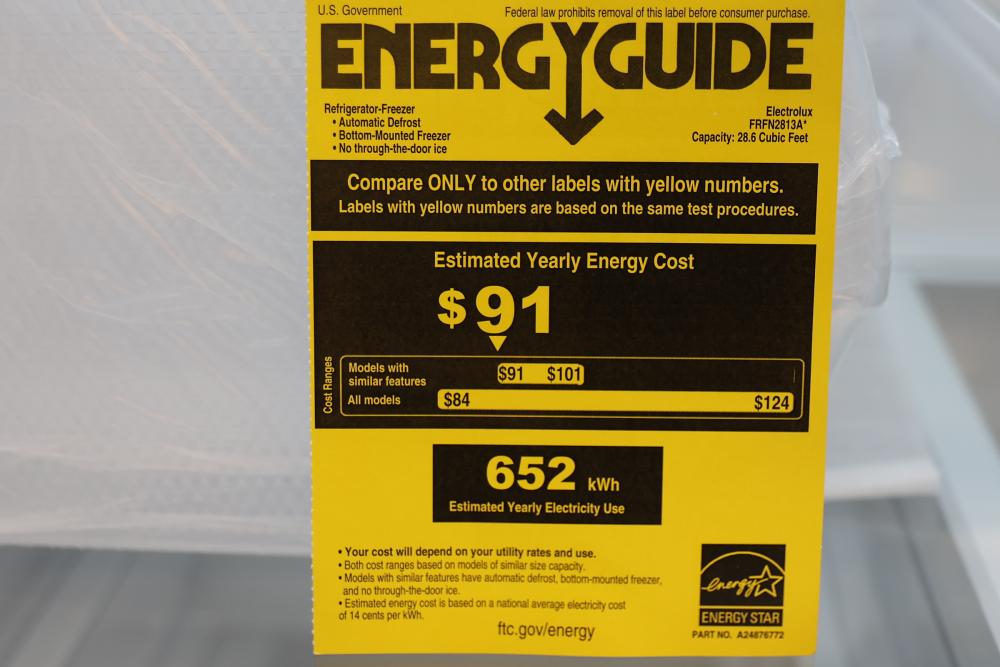 U.S. Government
Federal law prohibits removal of this label before consumer purchase.
ENERGYGUIDE
Refrigerator-Freezer
• Automatic Defrost
• Bottom-Mounted Freezer
• No through-the-door ice
Electrolux
FRFN2813A*
Capacity: 28.6 Cubic Feet
Compare ONLY to other labels with yellow numbers.
Labels with yellow numbers are based on the same test procedures.
Estimated Yearly Energy Cost
$91
Cost Ranges
Models with
similar features
$91 $101
All models
$84 $124
652 kWh
Estimated Yearly Electricity Use
• Your cost will depend on your utility rates and use.
• Both cost ranges based on models of similar size capacity.
• Models with similar features have automatic defrost, bottom-mounted freezer,
and no through-the-door ice.
• Estimated energy cost is based on a national average electricity cost
of 14 cents per kWh.
ftc.gov/energy
energy
ENERGY STAR
PART NO. A24876772